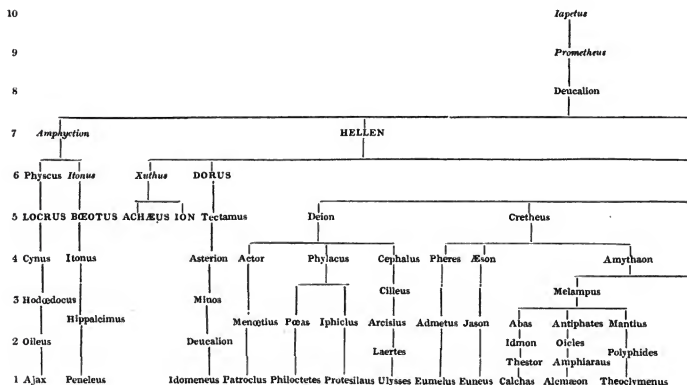 10 Iapetus
9 Prometheus
8 Deucalion
7 Amphyction HELLEN
6 Physcus Itonus Xuthus DORUS
5 LOCRUS BŒOTUS ACHÆUS ION Tectamus Deion Cretheus
4 Cynus Itonus Asterion Actor Phylacus Cephalus Pheres Æson Amythaon
Cilleus Melampus
3 Hodœdocus Minos
Hippalcimus Menœtius Pœas Iphiclus Arcisius Admetus Jason Abas Antiphates Mantius
2 Oileus Deucalion Idmon Oicles
Laertes Thestor Amphiaraus Polyphides
1 Ajax Peneleus Idomeneus Patroclus Philoctetes Protesilaus Ulysses Eumelus Euneus Calchas Alcmæon Theoclymenus